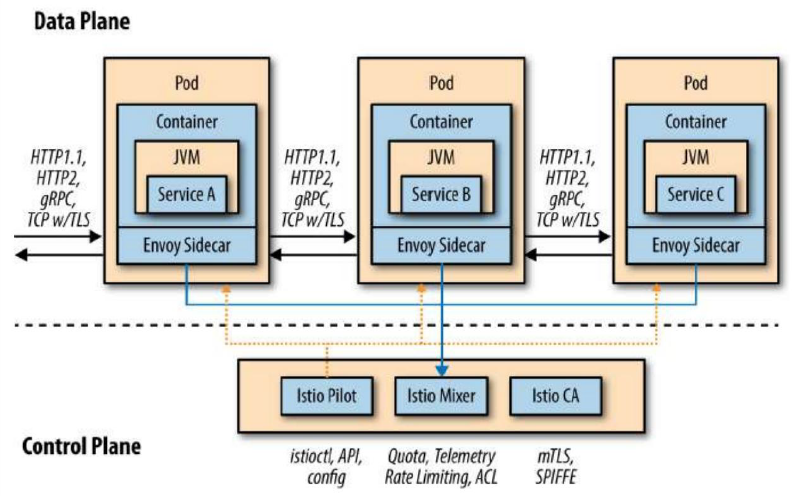 Data Plane
Pod
Pod
Pod
Container
Container
Container
HTTP1.1,
HTTP2,
gRPC,
TCP w/TLS
JVM
Service A
Envoy Sidecar
HTTP1.1,
HTTP2,
gRPC,
TCP w/TLS
JVM
Service B
Envoy Sidecar
HTTP1.1,
HTTP2,
gRPC,
TCP w/TLS
JVM
Service C
Envoy Sidecar
Istio Pilot
Istio Mixer
Istio CA
Control Plane
istioctl, API,
config
Quota, Telemetry
Rate Limiting, ACL
mTLS,
SPIFFE